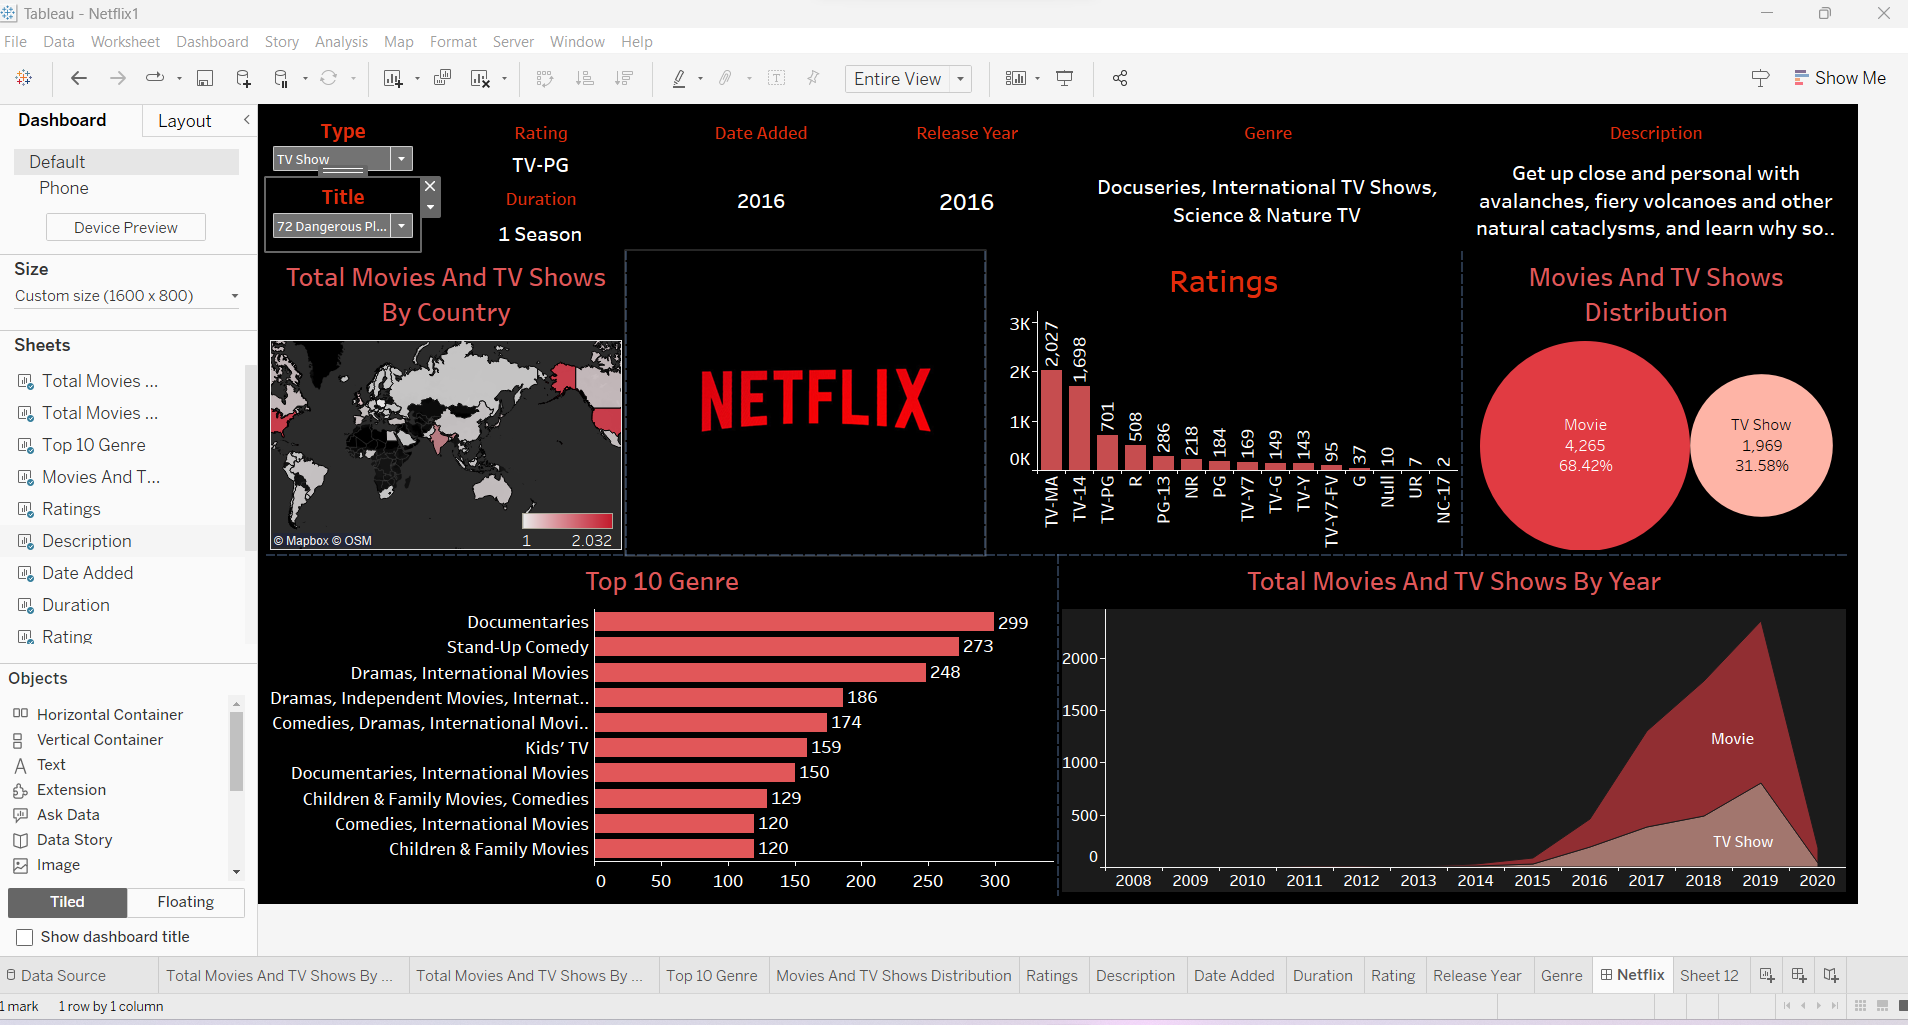 Tableau - Netflix1
File Data Worksheet Dashboard Story Analysis Map Format Server Window Help
Entire View
Show Me
Dashboard Layout
Default
Phone
Device Preview
Size
Custom size (1600 x 800)
Sheets
Total Movies ...
Total Movies ...
Top 10 Genre
Movies And T...
Ratings
Description
Date Added
Duration
Rating
Objects
Horizontal Container
Vertical Container
Text
Extension
Ask Data
Data Story
Image
Tiled Floating
Show dashboard title
Type
TV Show
Title
72 Dangerous Pl...
Rating
TV-PG
Duration
1 Season
Date Added
2016
Release Year
2016
Genre
Docuseries, International TV Shows,
Science & Nature TV
Description
Get up close and personal with
avalanches, fiery volcanoes and other
natural cataclysms, and learn why so..
Total Movies And TV Shows
By Country
© Mapbox © OSM
1 2.032
NETFLIX
Ratings
3K
2K
1K
0K
2,027
1,698
701
508
286
218
184
169
149
143
95
37
10
7
2
TV-MA
TV-14
TV-PG
R
PG-13
NR
PG
TV-Y7
TV-G
TV-Y
TV-Y7-FV
G
Null
UR
NC-17
Movies And TV Shows
Distribution
Movie
4,265
68.42%
TV Show
1,969
31.58%
Top 10 Genre
Documentaries 299
Stand-Up Comedy 273
Dramas, International Movies 248
Dramas, Independent Movies, Internat.. 186
Comedies, Dramas, International Movi.. 174
Kids' TV 159
Documentaries, International Movies 150
Children & Family Movies, Comedies 129
Comedies, International Movies 120
Children & Family Movies 120
0 50 100 150 200 250 300
Total Movies And TV Shows By Year
2000
1500
1000
500
0
Movie
TV Show
2008 2009 2010 2011 2012 2013 2014 2015 2016 2017 2018 2019 2020
Data Source Total Movies And TV Shows By ... Total Movies And TV Shows By ... Top 10 Genre Movies And TV Shows Distribution Ratings Description Date Added Duration Rating Release Year Genre Netflix Sheet 12
1 mark 1 row by 1 column